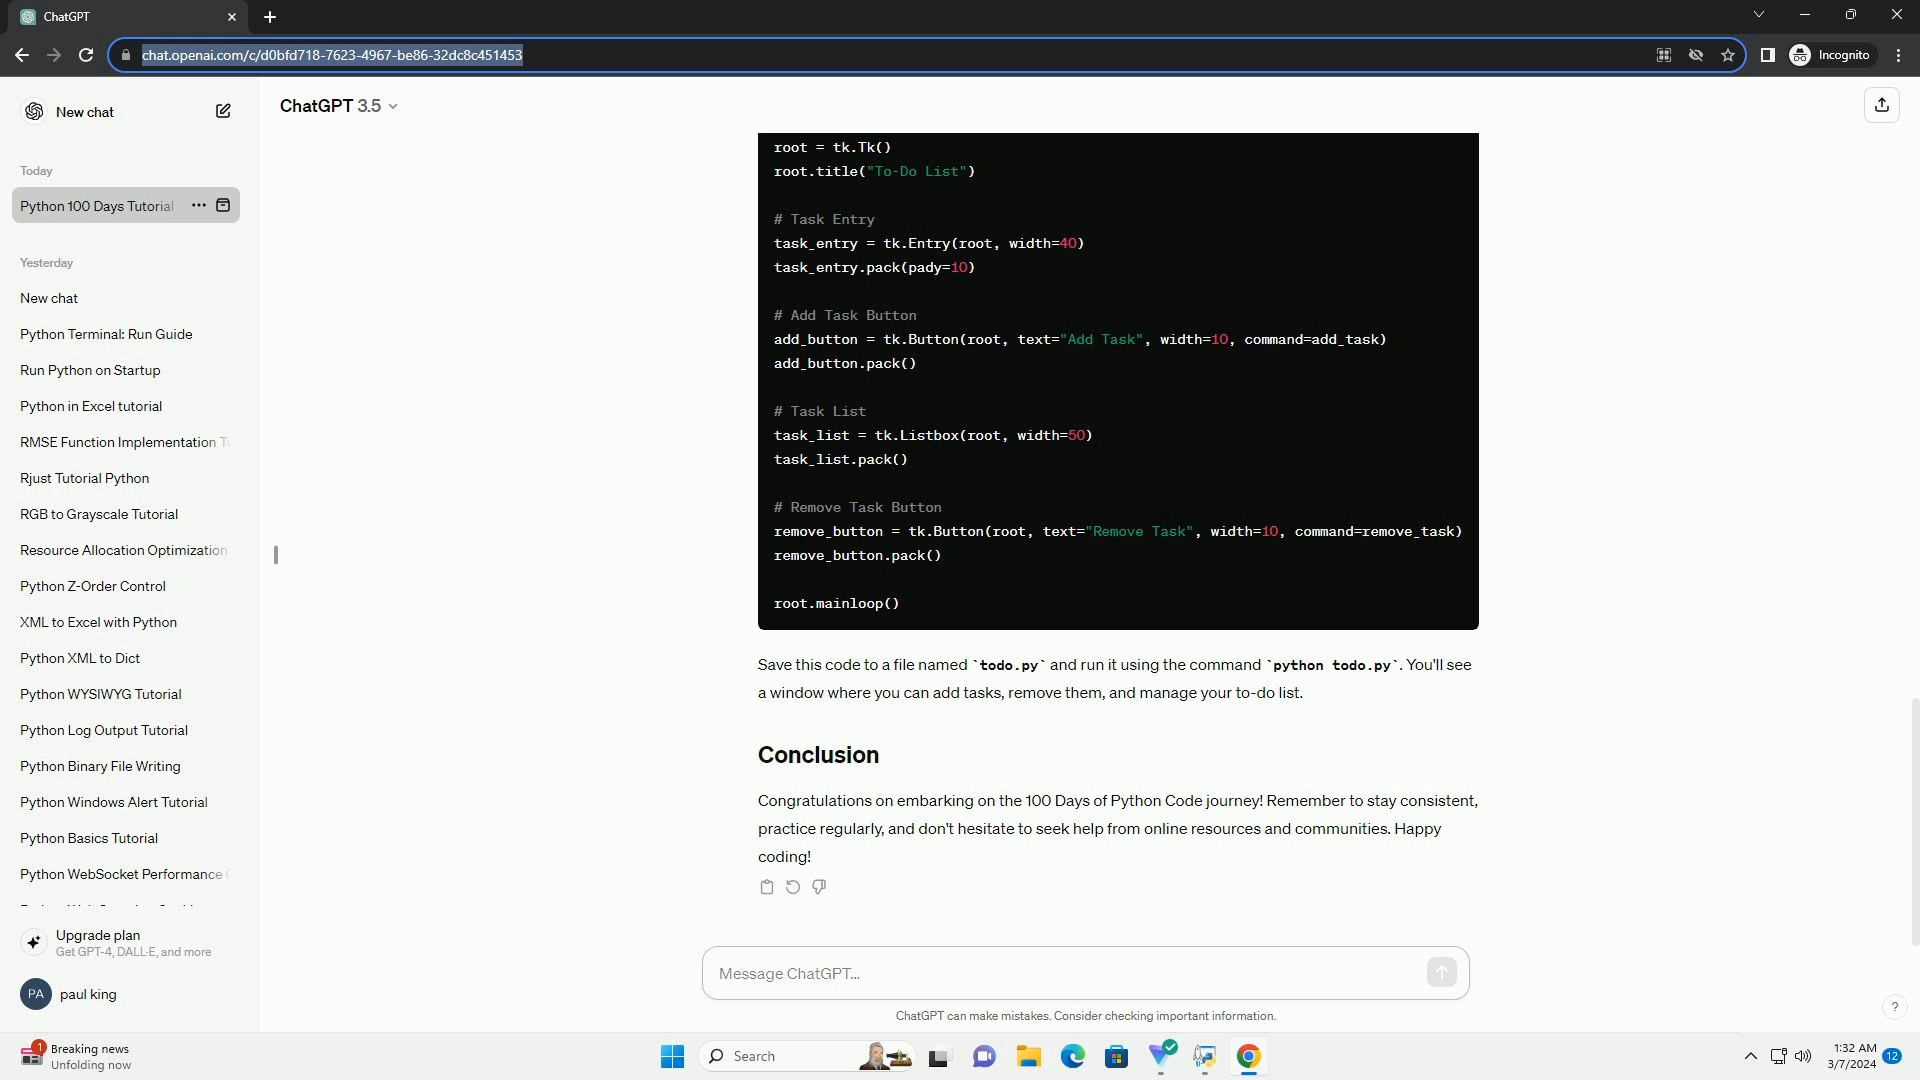 ChatGPT
chat.openai.com/c/d0bfd718-7623-4967-be86-32dc8c451453
Incognito
New chat
ChatGPT 3.5
Today
Python 100 Days Tutorial
Yesterday
New chat
Python Terminal: Run Guide
Run Python on Startup
Python in Excel tutorial
RMSE Function Implementation
Rjust Tutorial Python
RGB to Grayscale Tutorial
Resource Allocation Optimization
Python Z-Order Control
XML to Excel with Python
Python XML to Dict
Python WYSIWYG Tutorial
Python Log Output Tutorial
Python Binary File Writing
Python Windows Alert Tutorial
Python Basics Tutorial
Python WebSocket Performance
Upgrade plan
Get GPT-4, DALL·E, and more
PA
paul king
root = tk.Tk()
root.title("To-Do List")
# Task Entry
task_entry = tk.Entry(root, width=40)
task_entry.pack(pady=10)
# Add Task Button
add_button = tk.Button(root, text="Add Task", width=10, command=add_task)
add_button.pack()
# Task List
task_list = tk.Listbox(root, width=50)
task_list.pack()
# Remove Task Button
remove_button = tk.Button(root, text="Remove Task", width=10, command=remove_task)
remove_button.pack()
root.mainloop()
Save this code to a file named `todo.py` and run it using the command `python todo.py`. You'll see
a window where you can add tasks, remove them, and manage your to-do list.
Conclusion
Congratulations on embarking on the 100 Days of Python Code journey! Remember to stay consistent,
practice regularly, and don't hesitate to seek help from online resources and communities. Happy
coding!
Message ChatGPT...
ChatGPT can make mistakes. Consider checking important information.
?
1
Breaking news
Unfolding now
Search
1:32 AM
3/7/2024
12